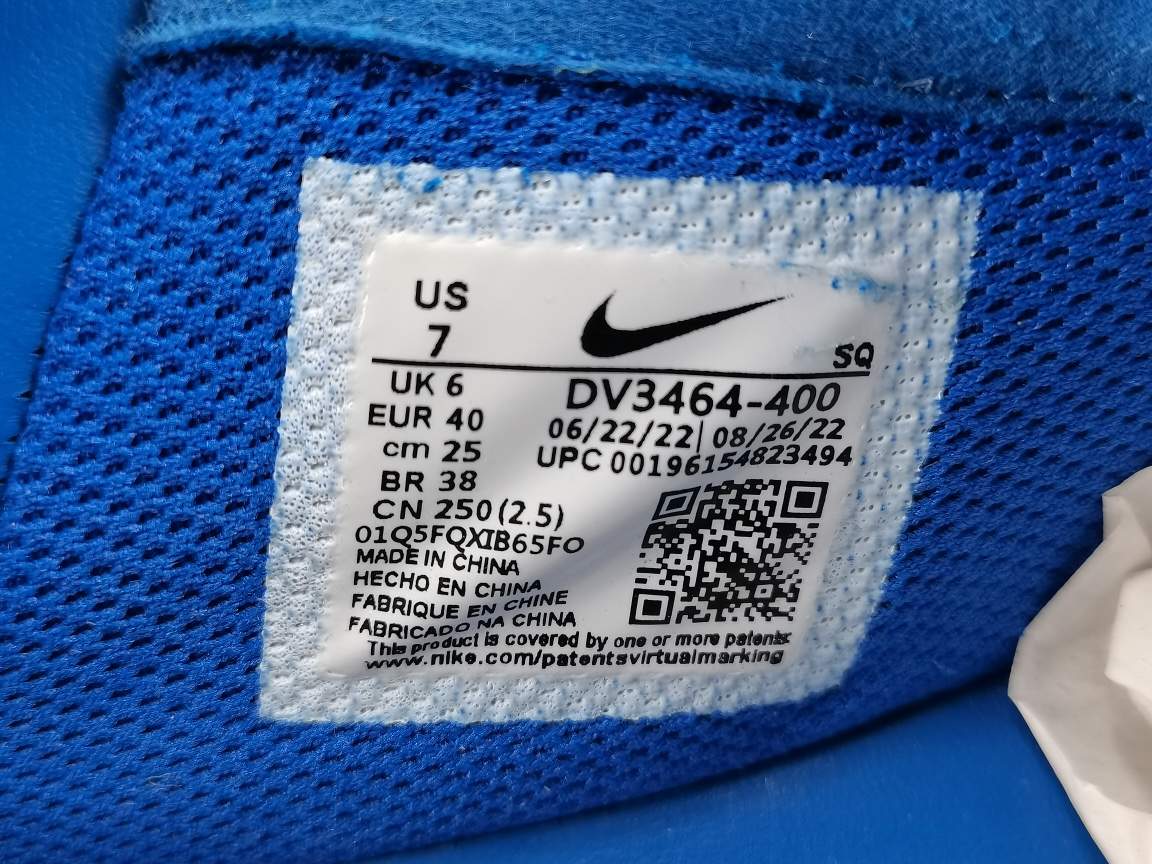 US
7
SQ
UK 6
EUR 40
cm 25
BR 38
CN 250 (2.5)
01Q5FQXIB65FO
MADE IN CHINA
HECHO EN CHINA
FABRIQUE EN CHINE
FABRICADO NA CHINA
DV3464-400
06/22/22| 08/26/22
UPC 00196154823494
This product is covered by one or more patents
www.nike.com/patentsvirtualmarking